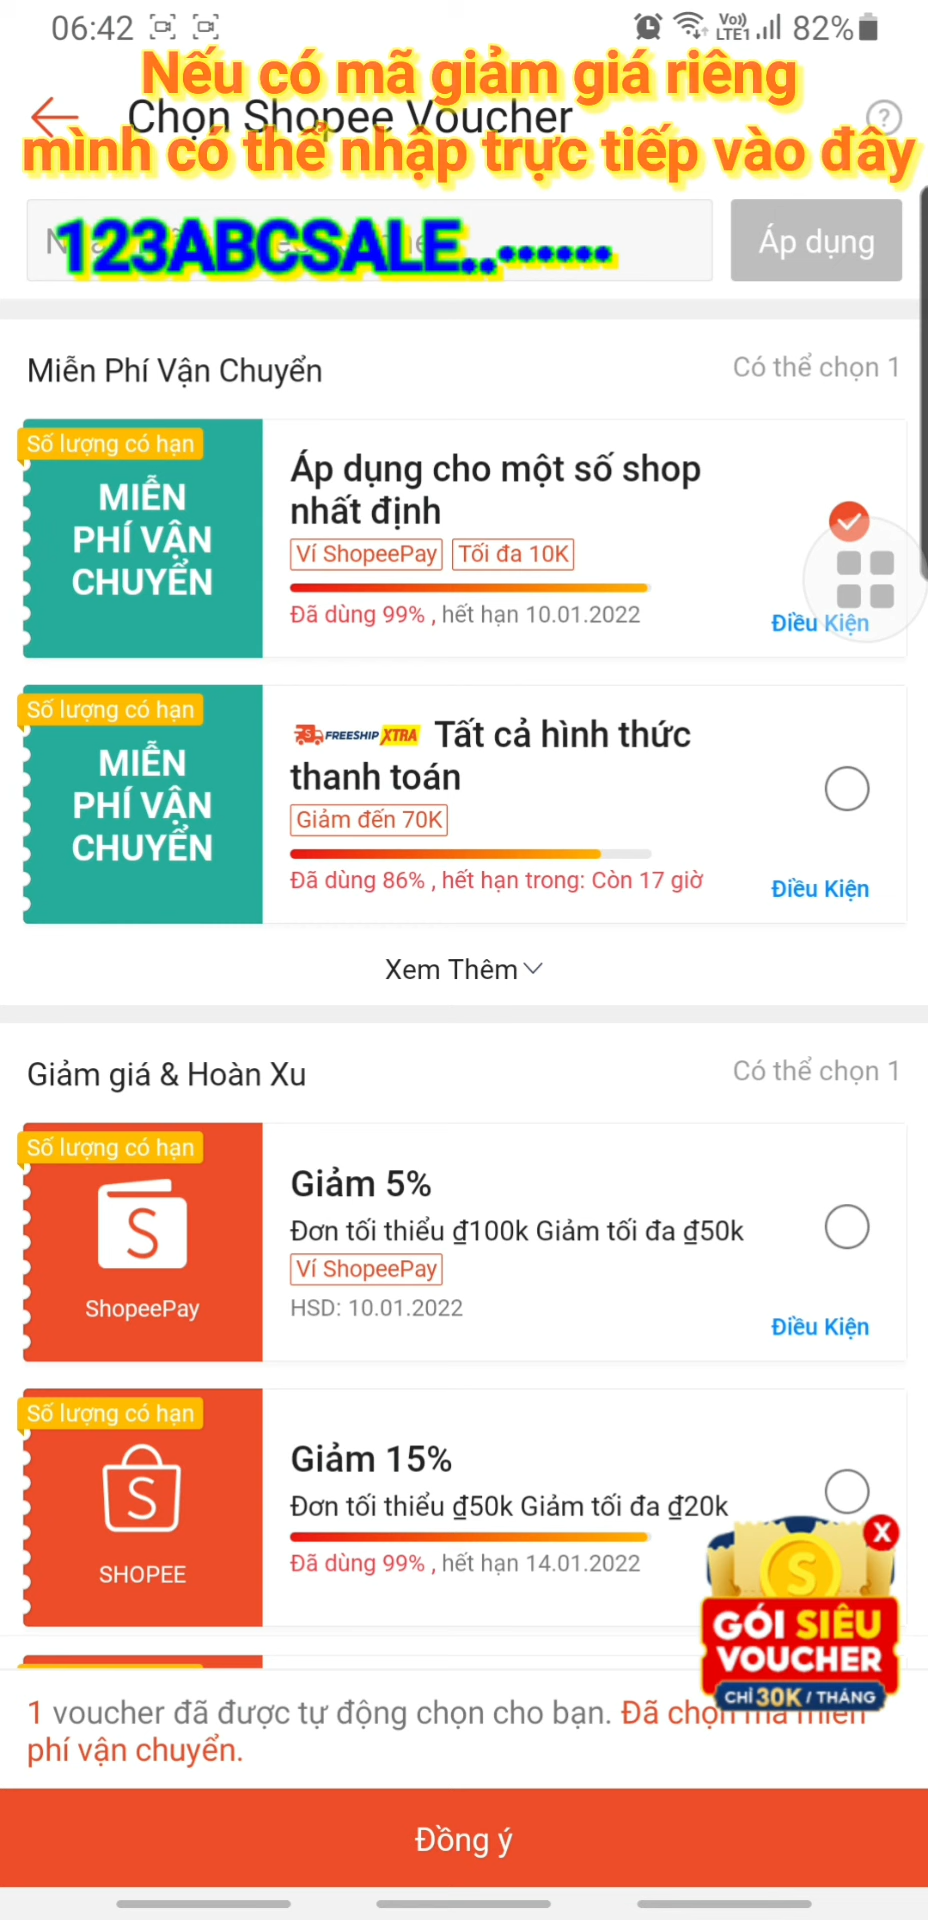 06:42 Vo)) LTE1 82%
Nếu có mã giảm giá riêng
Chọn Shopee Voucher
?
mình có thể nhập trực tiếp vào đây
123ABCSALE..······
Áp dụng
Miễn Phí Vận Chuyển
Có thể chọn 1
Số lượng có hạn
MIỄN
PHÍ VẬN
CHUYỂN
Áp dụng cho một số shop
nhất định
Ví ShopeePay Tối đa 10K
Đã dùng 99% , hết hạn 10.01.2022
Điều Kiện
Số lượng có hạn
MIỄN
PHÍ VẬN
CHUYỂN
FREESHIP XTRA Tất cả hình thức
thanh toán
Giảm đến 70K
Đã dùng 86% , hết hạn trong: Còn 17 giờ
Điều Kiện
Xem Thêm
Giảm giá & Hoàn Xu
Có thể chọn 1
Số lượng có hạn
ShopeePay
Giảm 5%
Đơn tối thiểu ₫100k Giảm tối đa ₫50k
Ví ShopeePay
HSD: 10.01.2022
Điều Kiện
Số lượng có hạn
SHOPEE
Giảm 15%
Đơn tối thiểu ₫50k Giảm tối đa ₫20k
Đã dùng 99% , hết hạn 14.01.2022
X
GÓI SIÊU
VOUCHER
CHỈ 30K / THÁNG
1 voucher đã được tự động chọn cho bạn. Đã chọn mã miễn
phí vận chuyển.
Đồng ý